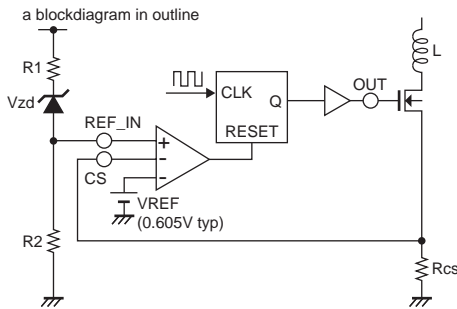 a blockdiagram in outline
R1
Vzd
REF_IN
CS
R2
+
-
-
VREF
(0.605V typ)
CLK
Q
RESET
OUT
L
Rcs